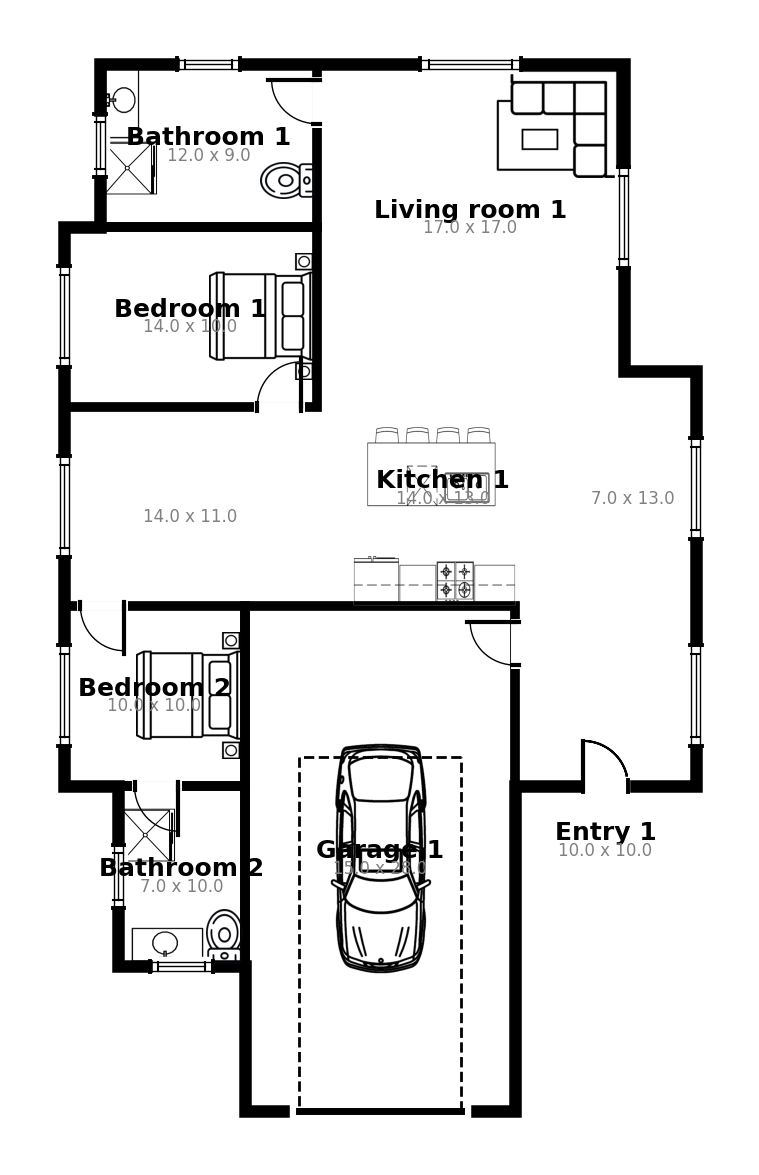 Bathroom 1
12.0 x 9.0
Living room 1
17.0 x 17.0
Bedroom 1
14.0 x 10.0
Kitchen 1
14.0 x 13.0
7.0 x 13.0
14.0 x 11.0
Bedroom 2
10.0 x 10.0
Entry 1
10.0 x 10.0
Garage 1
15.0 x 28.0
Bathroom 2
7.0 x 10.0